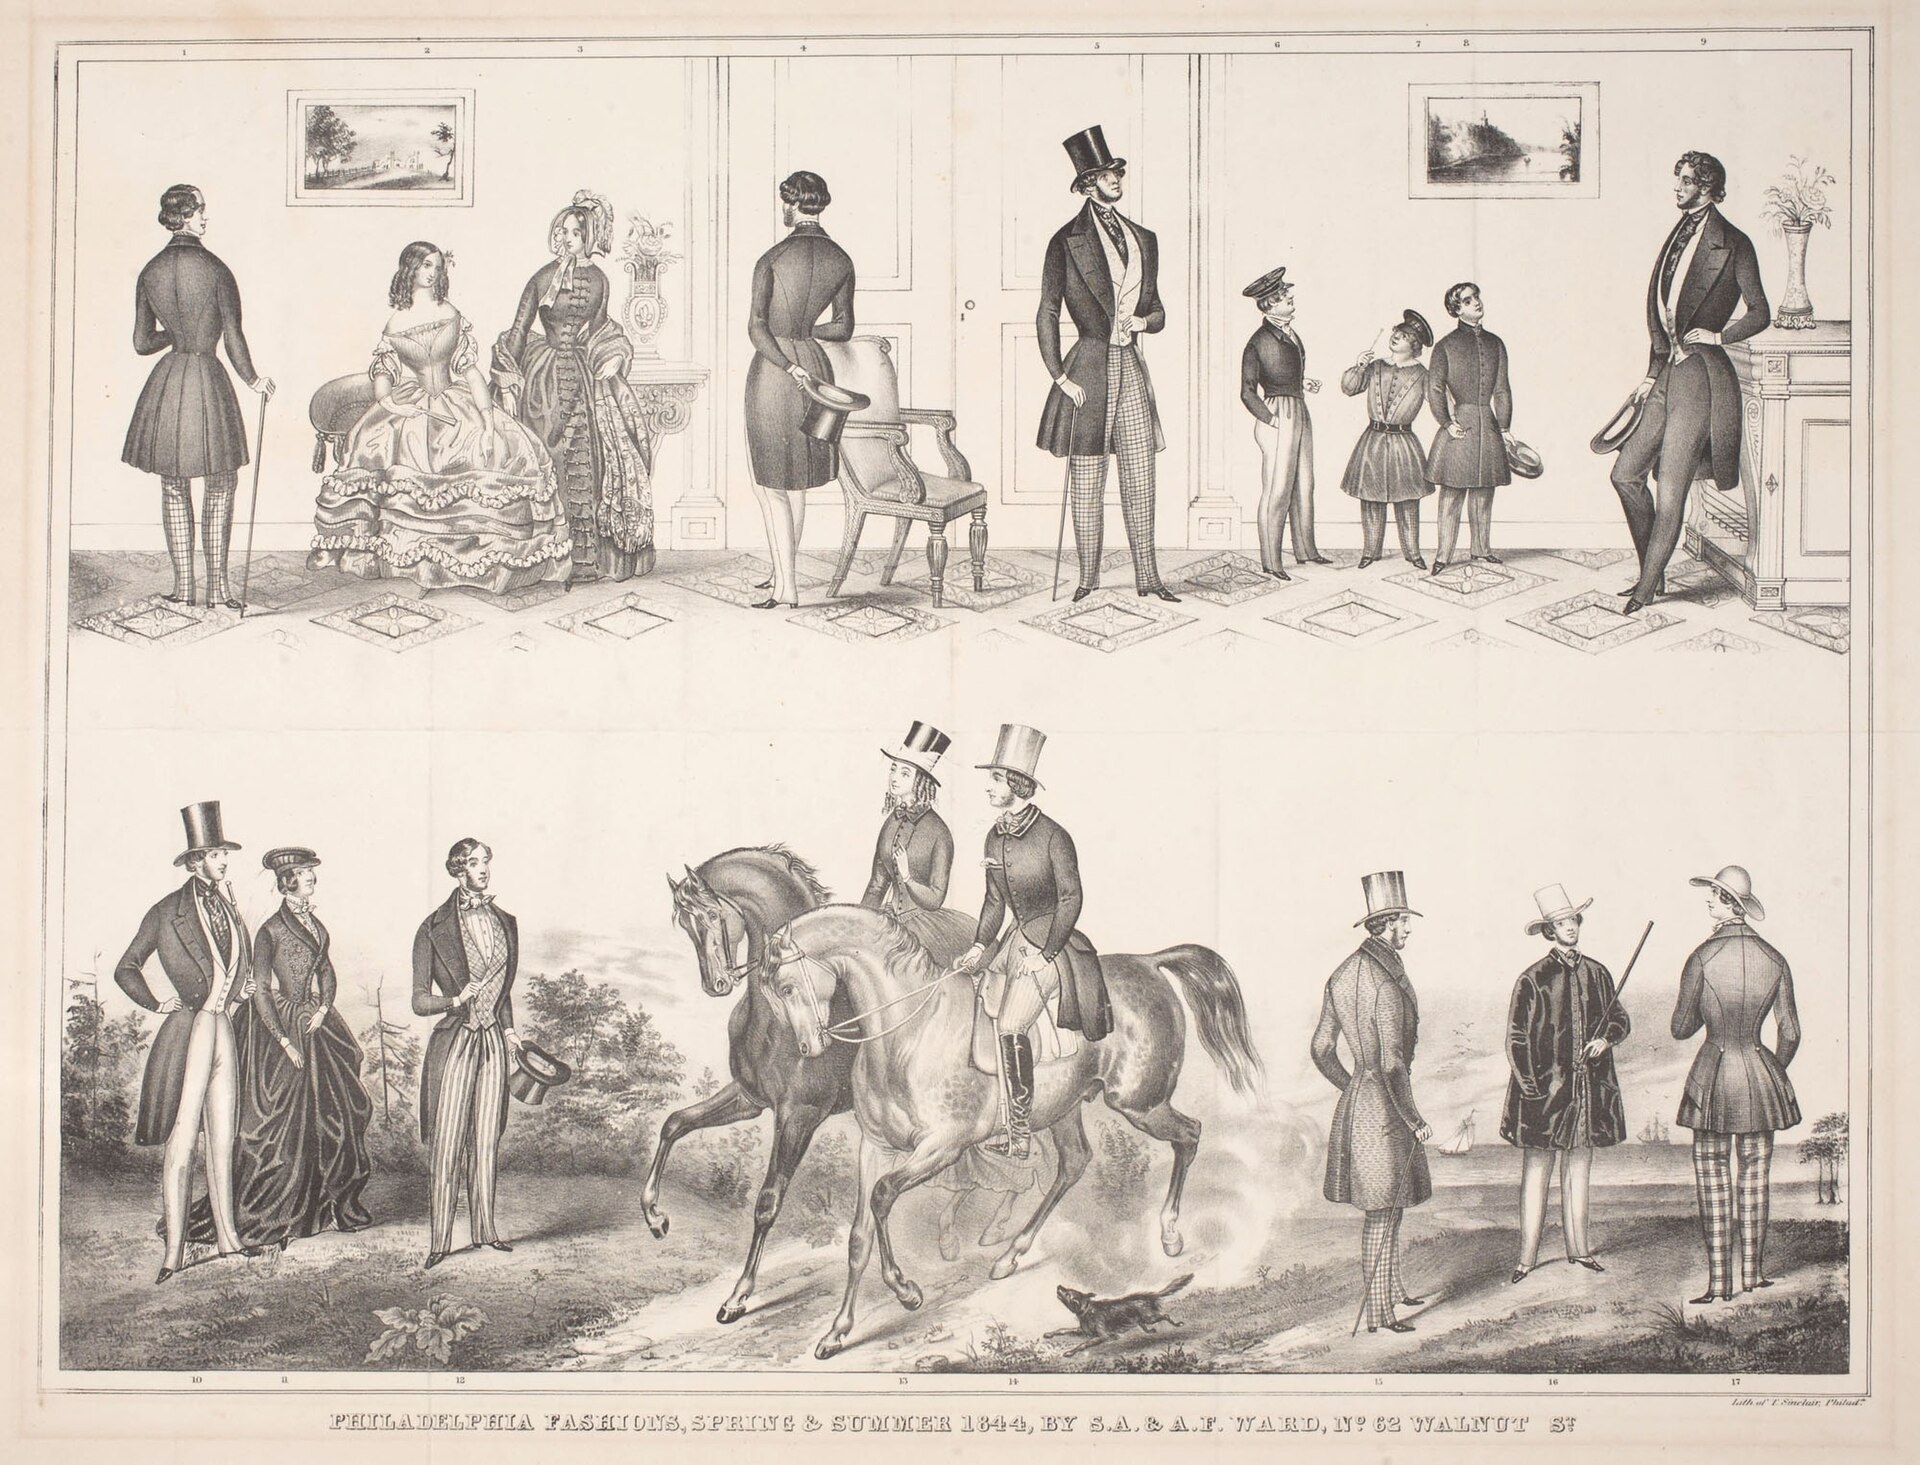 1 2 3 4 5 6 7 8 9
10 11 12 13 14 15 16 17
Lith of T. Sinclair, Philadª.
PHILADELPHIA FASHIONS, SPRING & SUMMER 1844, BY S.A. & A.F. WARD, Nº 62 WALNUT ST